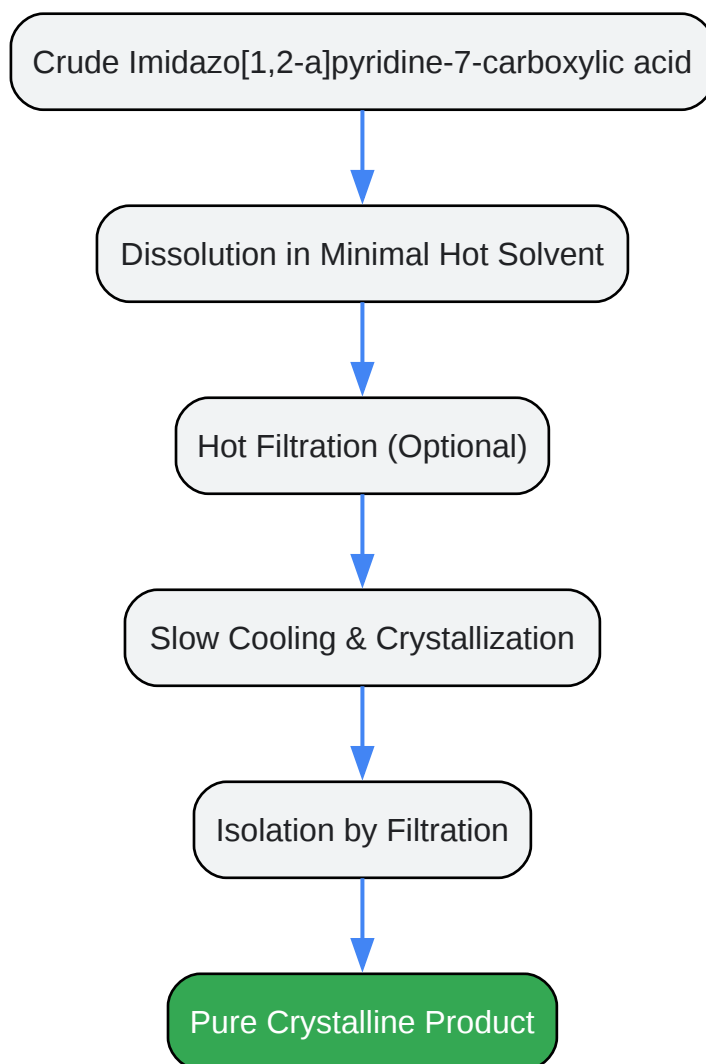 Crude Imidazo[1,2-a]pyridine-7-carboxylic acid
Dissolution in Minimal Hot Solvent
Hot Filtration (Optional)
Slow Cooling & Crystallization
Isolation by Filtration
Pure Crystalline Product